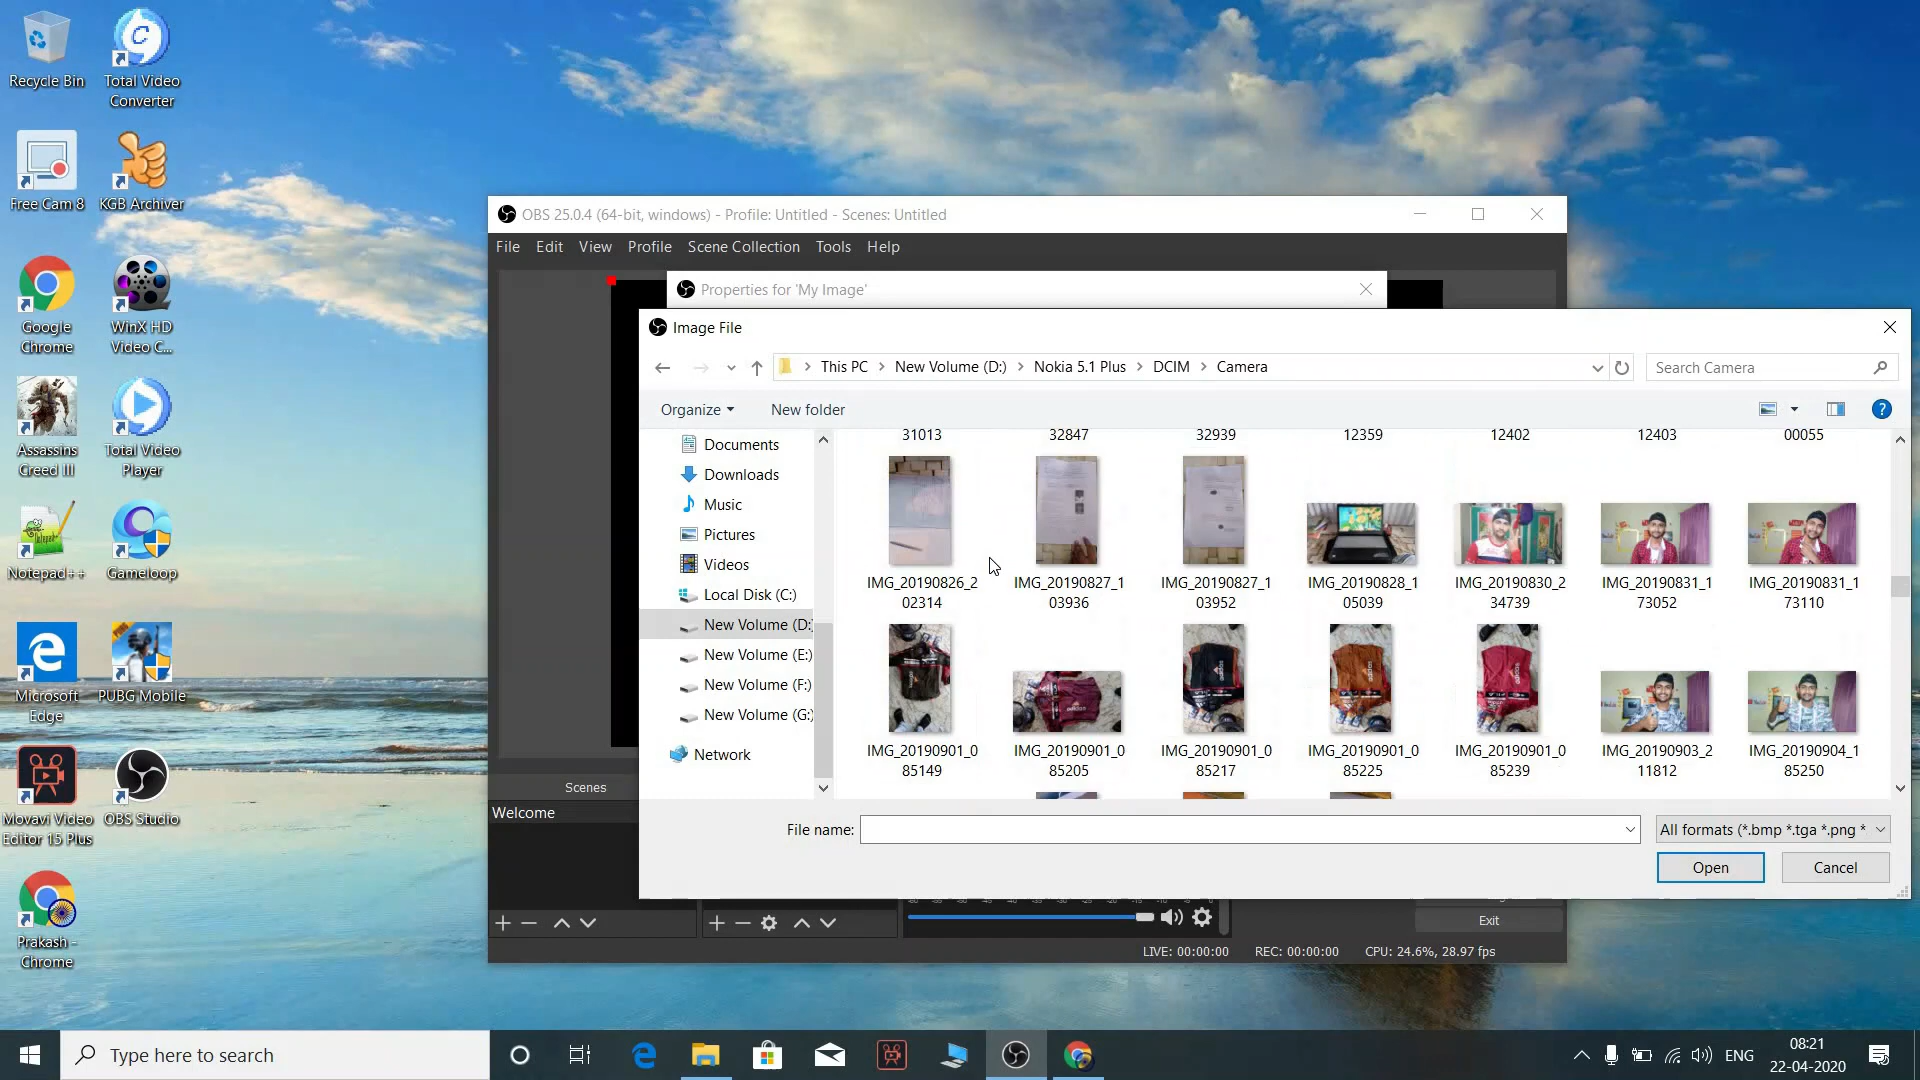 Recycle Bin
Total Video
Converter
Free Cam 8
KGB Archiver
Google
Chrome
WinX HD
Video C...
Assassins
Creed III
Total Video
Player
Notepad++
Gameloop
Microsoft
Edge
PUBG Mobile
Movavi Video
Editor 15 Plus
OBS Studio
Prakash -
Chrome
OBS 25.0.4 (64-bit, windows) - Profile: Untitled - Scenes: Untitled
File Edit View Profile Scene Collection Tools Help
Properties for 'My Image'
Image File
This PC > New Volume (D:) > Nokia 5.1 Plus > DCIM > Camera
Search Camera
Organize New folder
Documents
Downloads
Music
Pictures
Videos
Local Disk (C:)
New Volume (D:
New Volume (E:)
New Volume (F:)
New Volume (G:)
Network
31013 32847 32939 12359 12402 12403 00055
IMG_20190826_2 IMG_20190827_1 IMG_20190827_1 IMG_20190828_1 IMG_20190830_2 IMG_20190831_1 IMG_20190831_1
02314 03936 03952 05039 34739 73052 73110
IMG_20190901_0 IMG_20190901_0 IMG_20190901_0 IMG_20190901_0 IMG_20190901_0 IMG_20190903_2 IMG_20190904_1
85149 85205 85217 85225 85239 11812 85250
File name:
All formats (*.bmp *.tga *.png *
Open Cancel
Scenes
Welcome
Exit
LIVE: 00:00:00 REC: 00:00:00 CPU: 24.6%, 28.97 fps
Type here to search
ENG
08:21
22-04-2020